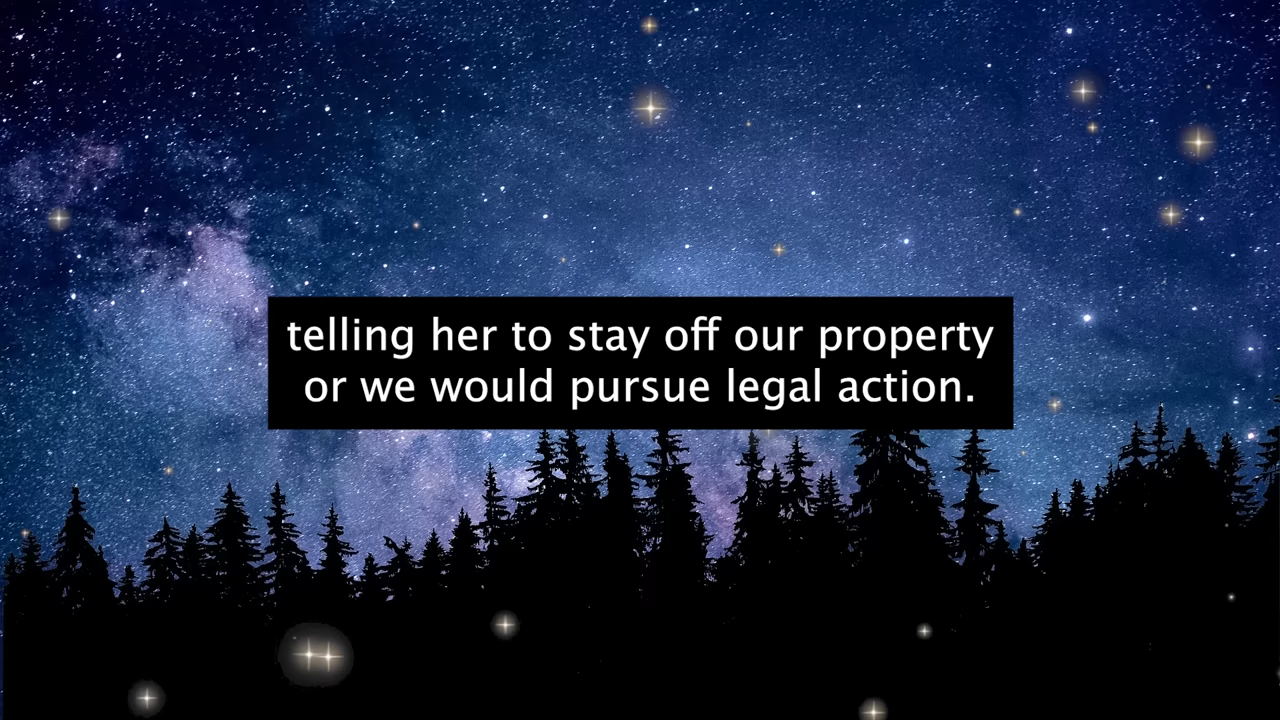 telling her to stay off our property
or we would pursue legal action.